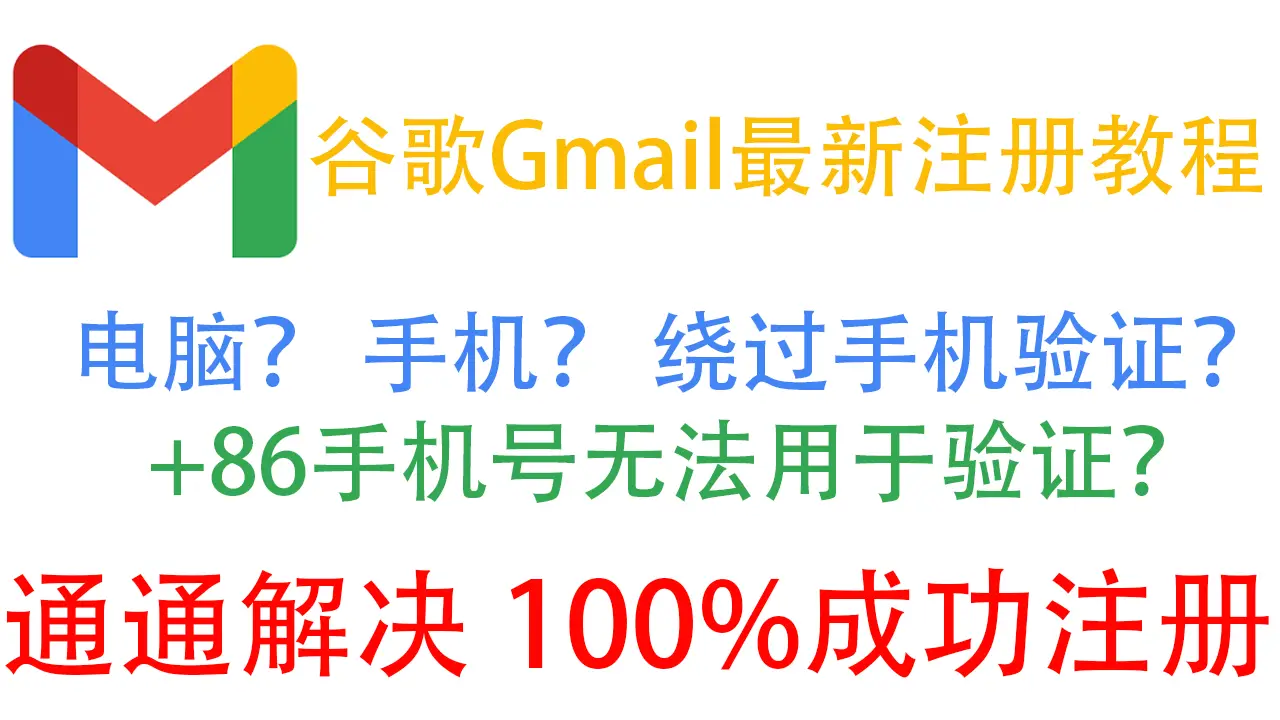 谷歌Gmail最新注册教程
电脑？ 手机？ 绕过手机验证？
+86手机号无法用于验证？
通通解决 100%成功注册